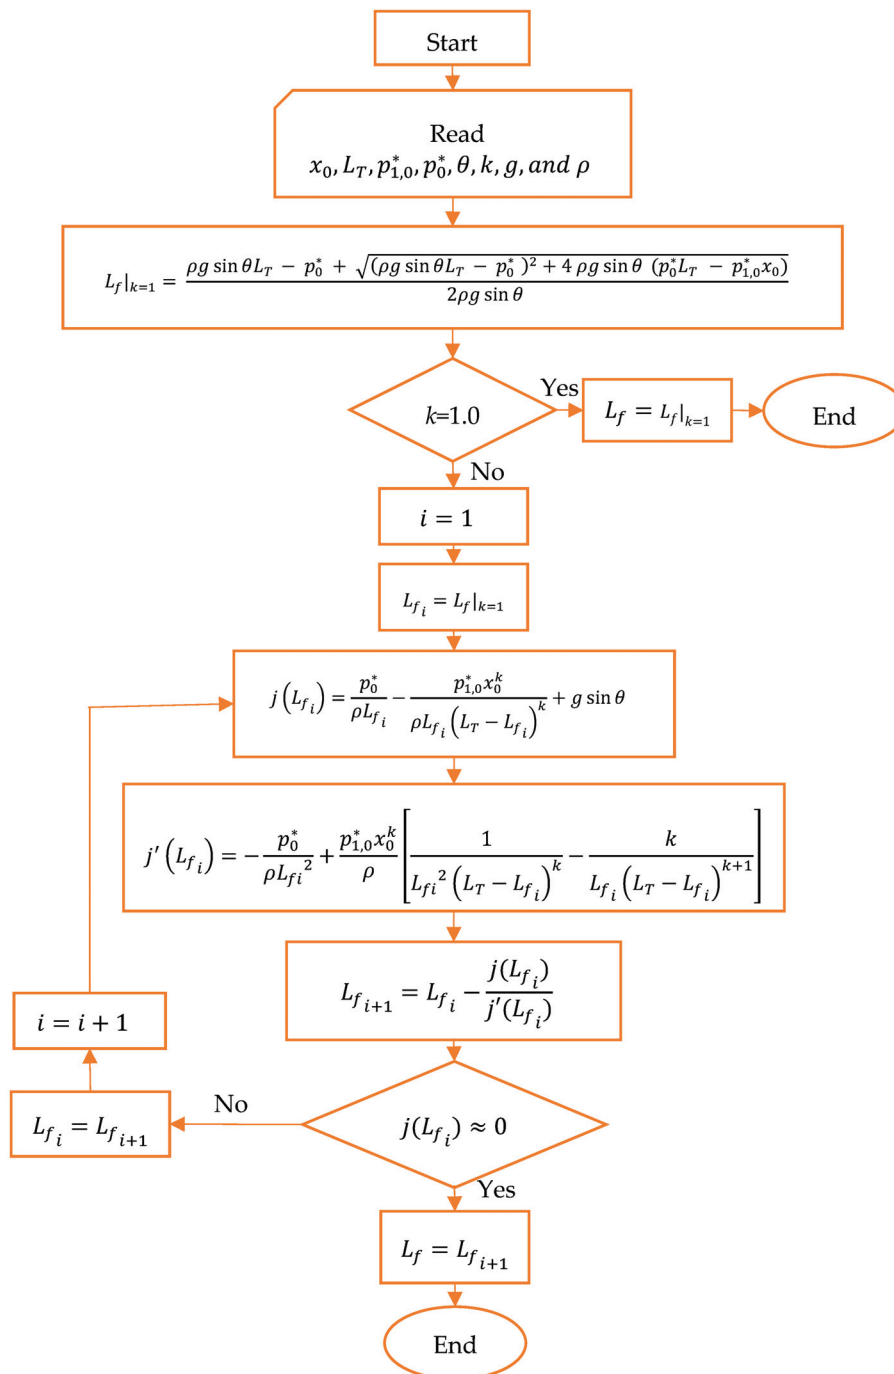 Start
Read
x₀, L_T, p*₁,₀, p*₀, θ, k, g, and ρ
L_f|ₖ₌₁ = (ρg sin θL_T − p*₀ + √((ρg sin θL_T − p*₀)² + 4 ρg sin θ (p*₀L_T − p*₁,₀x₀))) / (2ρg sin θ)
k=1.0
Yes
L_f = L_f|ₖ₌₁
End
No
i = 1
L_{f_i} = L_f|ₖ₌₁
j(L_{f_i}) = p*₀/(ρL_{f_i}) − p*₁,₀x₀^k/(ρL_{f_i}(L_T − L_{f_i})^k) + g sin θ
j′(L_{f_i}) = −p*₀/(ρL_{fi}²) + (p*₁,₀x₀^k/ρ)[1/(L_{fi}²(L_T − L_{f_i})^k) − k/(L_{f_i}(L_T − L_{f_i})^{k+1})]
L_{f_{i+1}} = L_{f_i} − j(L_{f_i})/j′(L_{f_i})
i = i + 1
L_{f_i} = L_{f_{i+1}}
No
j(L_{f_i}) ≈ 0
Yes
L_f = L_{f_{i+1}}
End